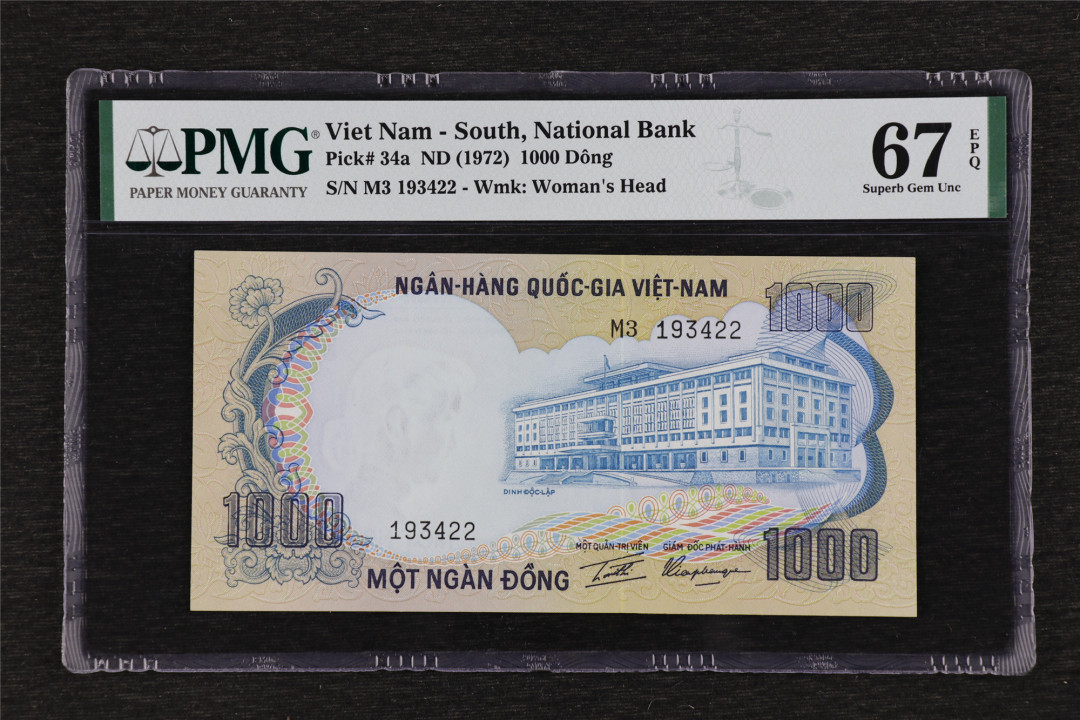 PMG®
PAPER MONEY GUARANTY
Viet Nam - South, National Bank
Pick# 34a ND (1972) 1000 Dông
S/N M3 193422 - Wmk: Woman's Head
67
EPQ
Superb Gem Unc
NGÂN-HÀNG QUỐC-GIA VIỆT-NAM
1000
M3 193422
DINH ĐỘC-LẬP
1000
193422
MỘT QUẢN-TRỊ VIÊN GIÁM ĐỐC PHÁT-HÀNH
1000
MỘT NGÀN ĐỒNG